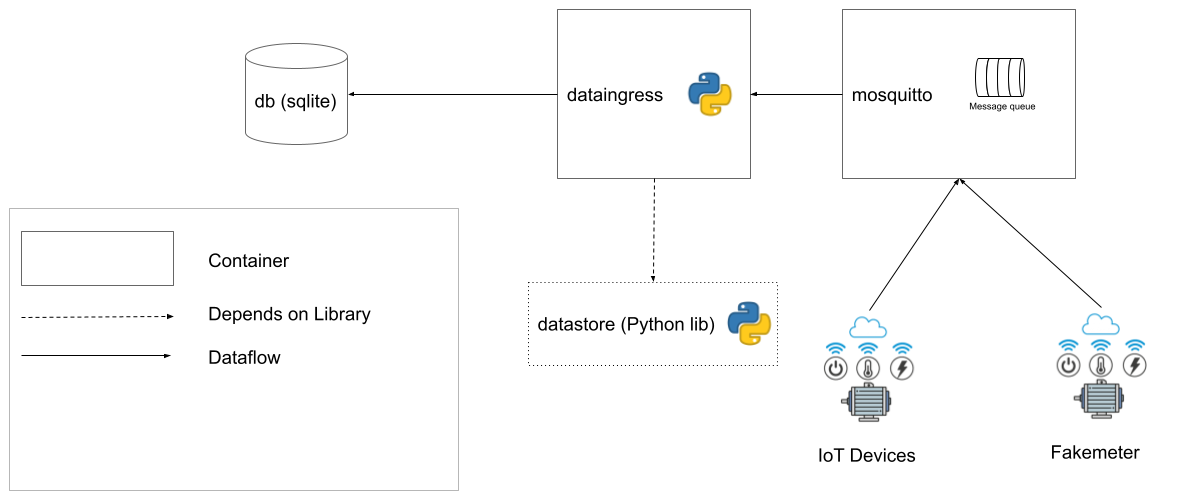 db (sqlite)
dataingress
mosquitto
Message queue
Container
Depends on Library
Dataflow
datastore (Python lib)
IoT Devices
Fakemeter